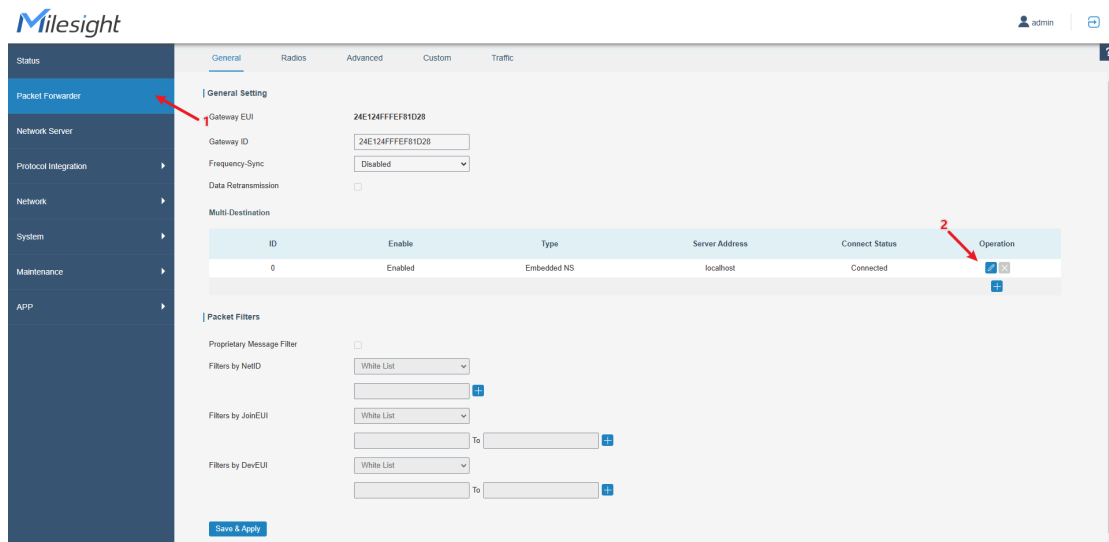 Milesight
admin
Status
General Radios Advanced Custom Traffic
?
Packet Forwarder
General Setting
1
Gateway EUI 24E124FFFEF81D28
Network Server
Gateway ID 24E124FFFEF81D28
Protocol Integration
Frequency-Sync Disabled
Data Retransmission
Network
Multi-Destination
System
2
ID Enable Type Server Address Connect Status Operation
Maintenance
0 Enabled Embedded NS localhost Connected
APP
Packet Filters
Proprietary Message Filter
Filters by NetID White List
Filters by JoinEUI White List
To
Filters by DevEUI White List
To
Save & Apply